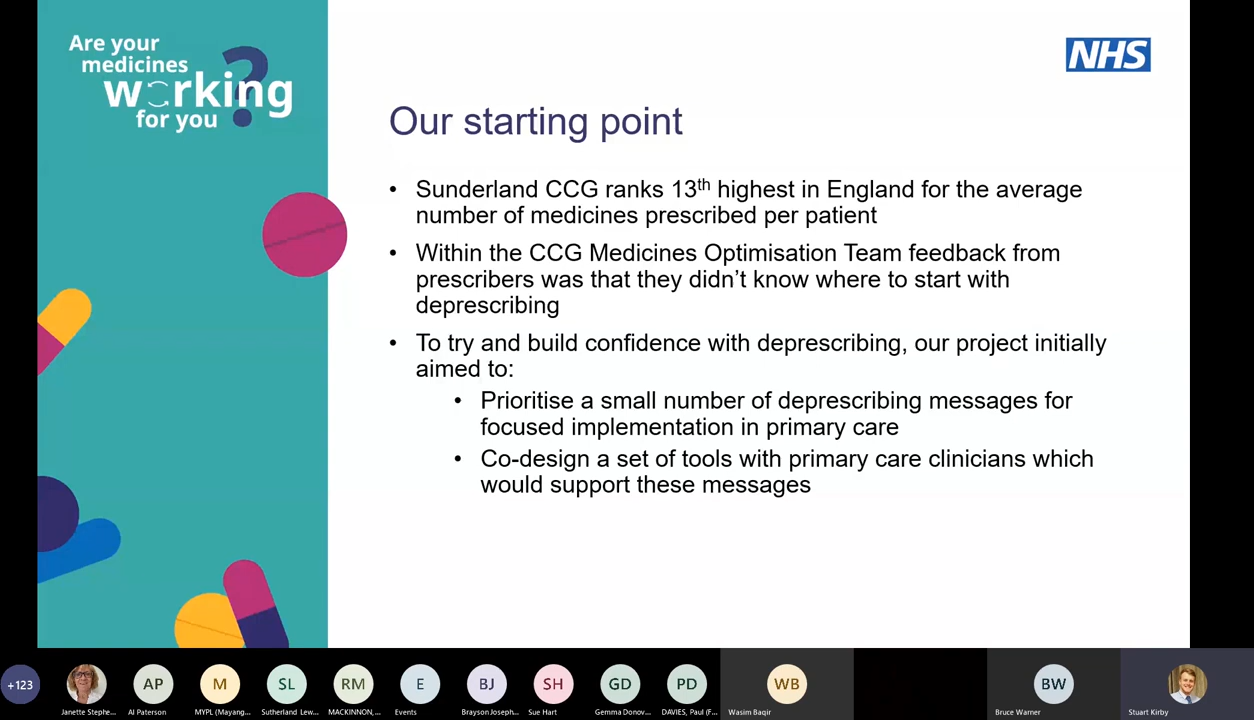 Are your
medicines
working
for you
?
NHS
Our starting point
• Sunderland CCG ranks 13th highest in England for the average
number of medicines prescribed per patient
• Within the CCG Medicines Optimisation Team feedback from
prescribers was that they didn’t know where to start with
deprescribing
• To try and build confidence with deprescribing, our project initially
aimed to:
• Prioritise a small number of deprescribing messages for
focused implementation in primary care
• Co-design a set of tools with primary care clinicians which
would support these messages
+123
AP
M
SL
RM
E
BJ
SH
GD
PD
WB
BW
Janette Stephe...
Al Paterson
MYPL (Mayang...
Sutherland Lew...
MACKINNON,...
Events
Brayson Joseph...
Sue Hart
Gemma Donov...
DAVIES, Paul (F...
Wasim Baqir
Bruce Warner
Stuart Kirby